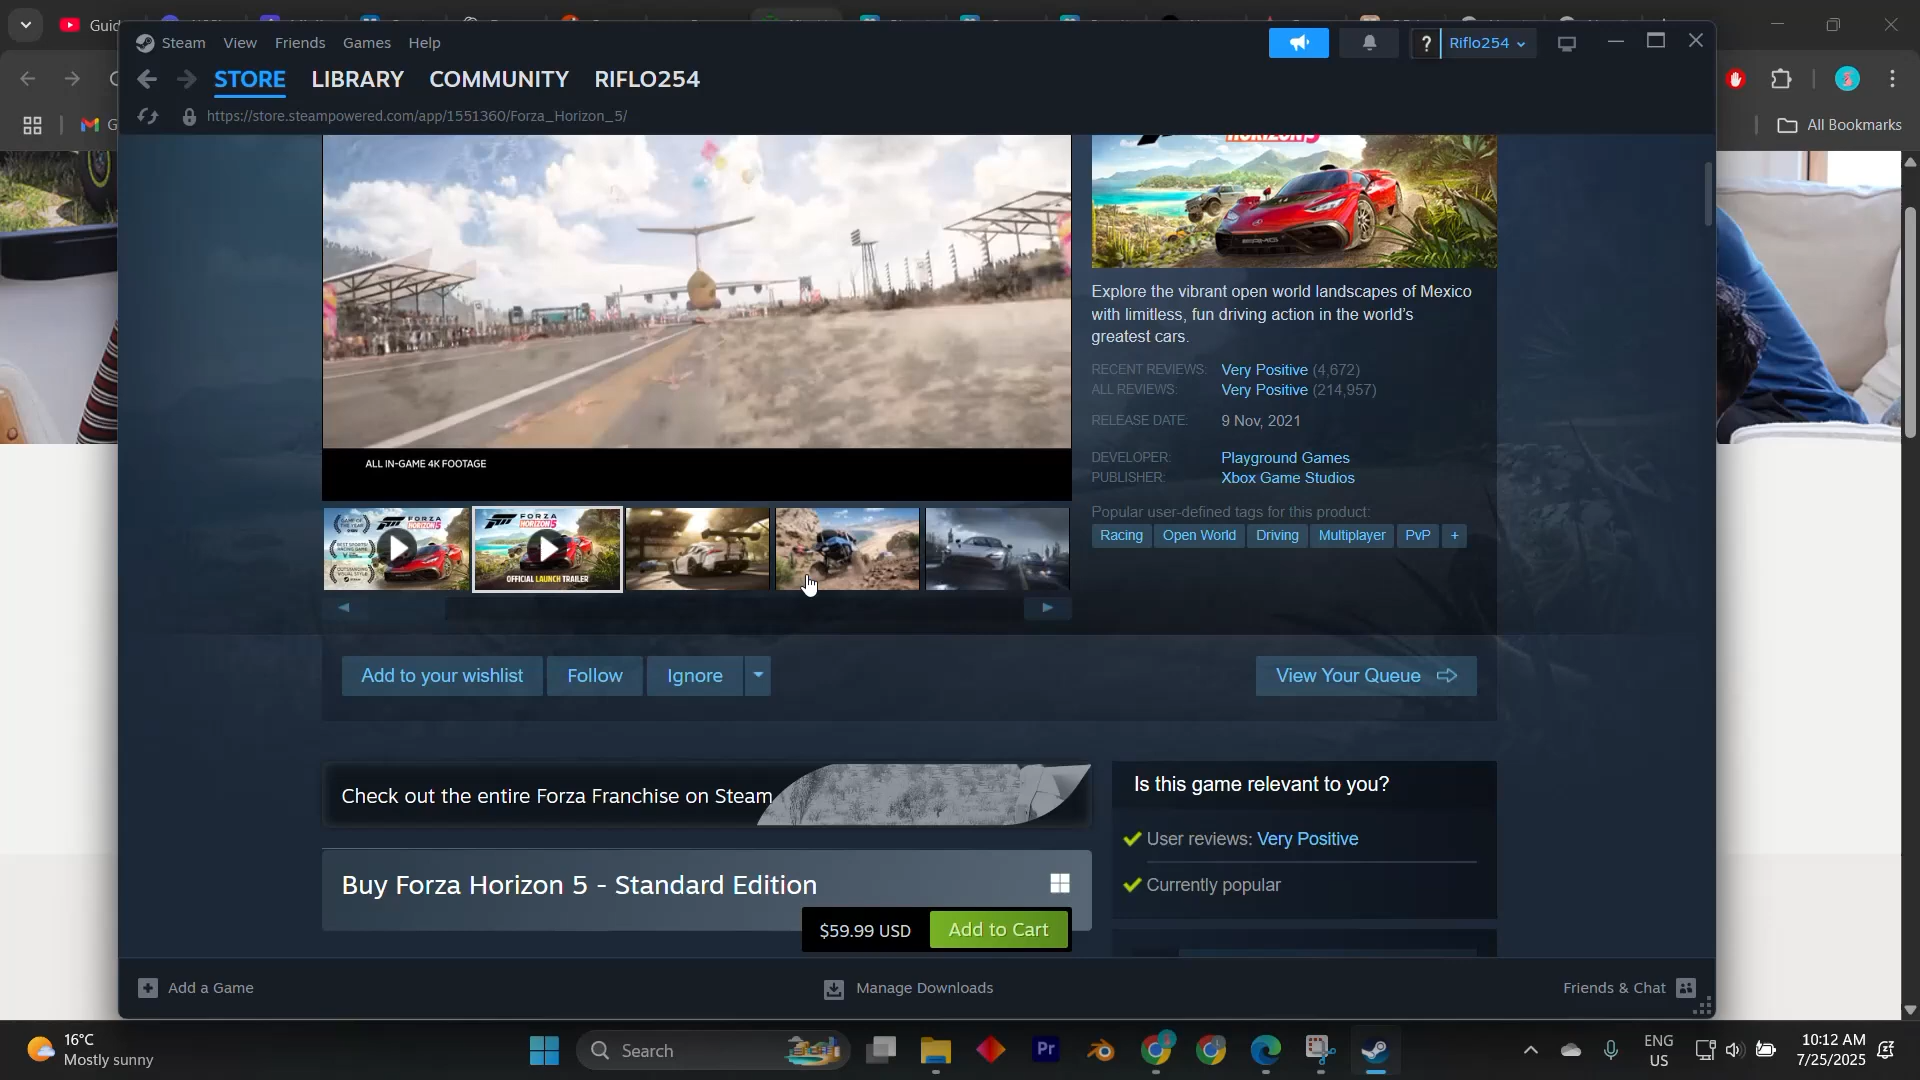 Guid
Steam View Friends Games Help
? Riflo254
STORE LIBRARY COMMUNITY RIFLO254
https://store.steampowered.com/app/1551360/Forza_Horizon_5/
G
All Bookmarks
HORIZON5
Explore the vibrant open world landscapes of Mexico
with limitless, fun driving action in the world's
greatest cars.
RECENT REVIEWS: Very Positive (4,672)
ALL REVIEWS: Very Positive (214,957)
RELEASE DATE: 9 Nov, 2021
DEVELOPER: Playground Games
PUBLISHER: Xbox Game Studios
Popular user-defined tags for this product:
Racing Open World Driving Multiplayer PvP +
ALL IN-GAME 4K FOOTAGE
FORZA
HORIZON5
FORZA
HORIZON5
OFFICIAL LAUNCH TRAILER
Add to your wishlist Follow Ignore
View Your Queue
Check out the entire Forza Franchise on Steam
Is this game relevant to you?
User reviews: Very Positive
Currently popular
Buy Forza Horizon 5 - Standard Edition
$59.99 USD Add to Cart
Add a Game
Manage Downloads
Friends & Chat
16°C
Mostly sunny
Search
Pr
ENG
US
10:12 AM
7/25/2025